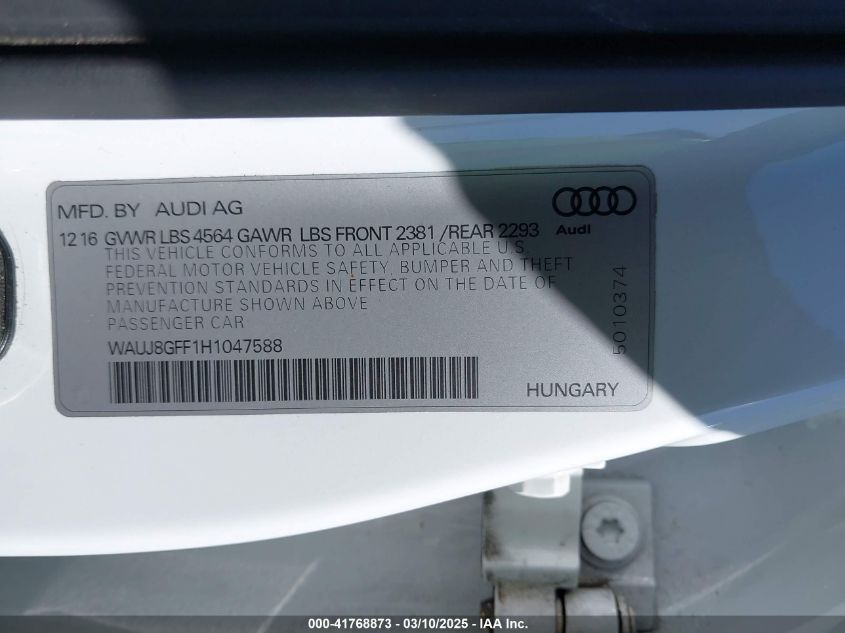 MFD. BY AUDI AG
Audi
12 16 GVWR LBS 4564 GAWR LBS FRONT 2381 /REAR 2293
THIS VEHICLE CONFORMS TO ALL APPLICABLE U.S.
FEDERAL MOTOR VEHICLE SAFETY, BUMPER AND THEFT
PREVENTION STANDARDS IN EFFECT ON THE DATE OF
MANUFACTURE SHOWN ABOVE
PASSENGER CAR
WAUJ8GFF1H1047588
5010374
HUNGARY
000-41768873 — 03/10/2025 — IAA Inc.